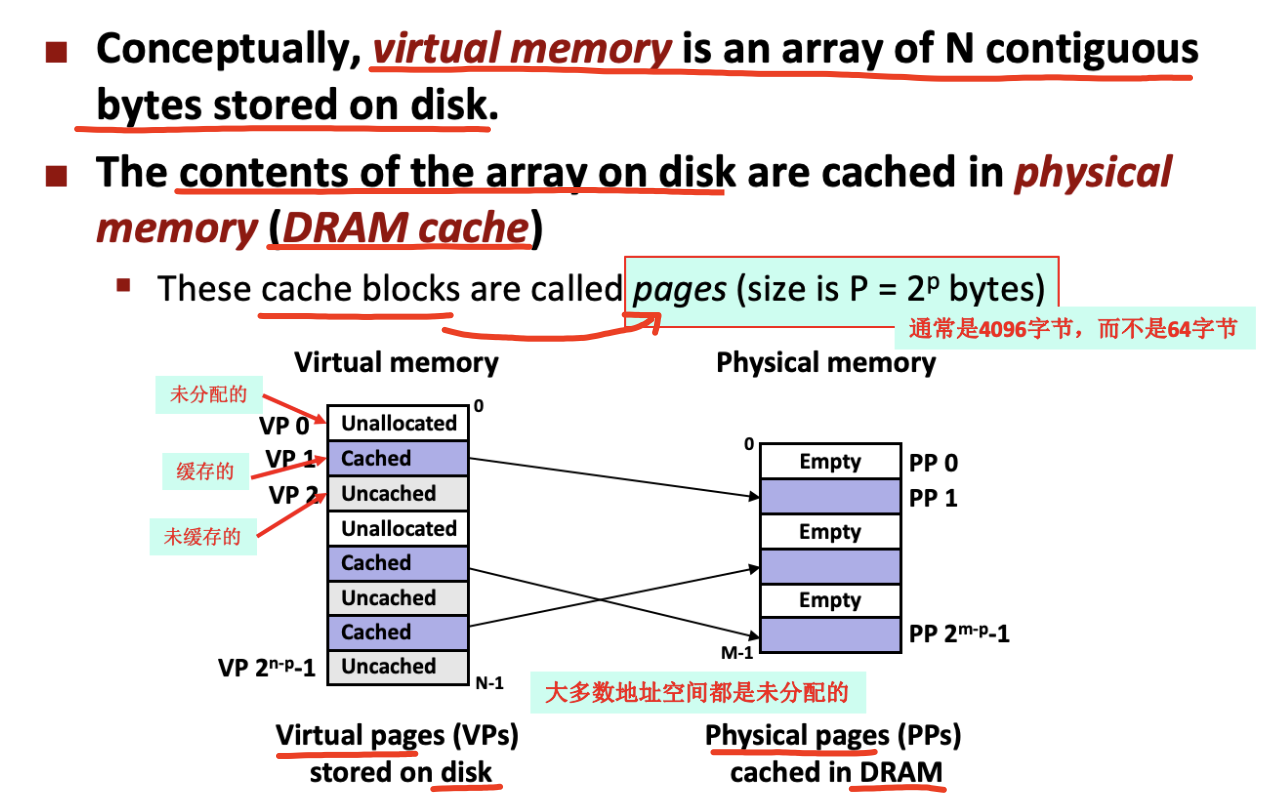 ■ Conceptually, virtual memory is an array of N contiguous
bytes stored on disk.
■ The contents of the array on disk are cached in physical
memory (DRAM cache)
▪ These cache blocks are called pages (size is P = 2ᵖ bytes)
通常是4096字节，而不是64字节
Virtual memory
Physical memory
未分配的
缓存的
未缓存的
0
VP 0
Unallocated
VP 1
Cached
VP 2
Uncached
Unallocated
Cached
Uncached
Cached
VP 2ⁿ⁻ᵖ-1
Uncached
N-1
0
Empty
PP 0
PP 1
Empty
Empty
PP 2ᵐ⁻ᵖ-1
M-1
大多数地址空间都是未分配的
Virtual pages (VPs)
stored on disk
Physical pages (PPs)
cached in DRAM